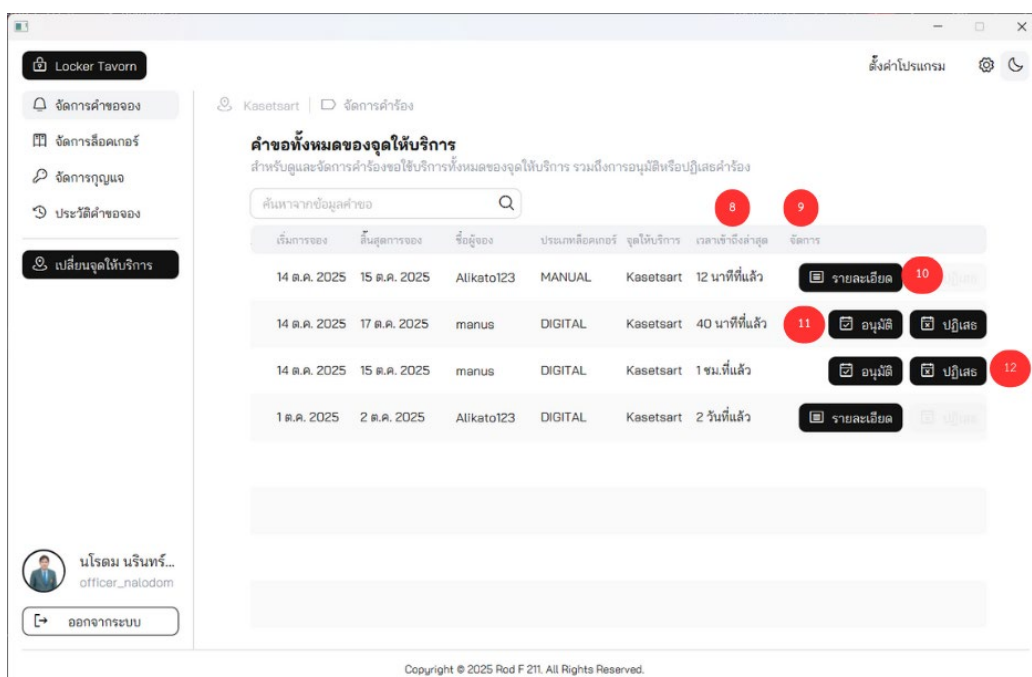 Locker Tavorn
ตั้งค่าโปรแกรม
จัดการคำขอจอง
จัดการล็อคเกอร์
จัดการกุญแจ
ประวัติคำขอจอง
เปลี่ยนจุดให้บริการ
Kasetsart จัดการคำร้อง
คำขอทั้งหมดของจุดให้บริการ
สำหรับดูและจัดการคำร้องขอใช้บริการทั้งหมดของจุดให้บริการ รวมถึงการอนุมัติหรือปฏิเสธคำร้อง
ค้นหาจากข้อมูลคำขอ
8 9
เริ่มการจอง สิ้นสุดการจอง ชื่อผู้จอง ประเภทล็อคเกอร์ จุดให้บริการ เวลาเข้าถึงล่าสุด จัดการ
14 ต.ค. 2025 15 ต.ค. 2025 Alikato123 MANUAL Kasetsart 12 นาทีที่แล้ว รายละเอียด 10 ปฏิเสธ
14 ต.ค. 2025 17 ต.ค. 2025 manus DIGITAL Kasetsart 40 นาทีที่แล้ว 11 อนุมัติ ปฏิเสธ
14 ต.ค. 2025 15 ต.ค. 2025 manus DIGITAL Kasetsart 1 ชม.ที่แล้ว อนุมัติ ปฏิเสธ 12
1 ต.ค. 2025 2 ต.ค. 2025 Alikato123 DIGITAL Kasetsart 2 วันที่แล้ว รายละเอียด ปฏิเสธ
นโรดม นรินทร์...
officer_nalodom
ออกจากระบบ
Copyright © 2025 Rod F 211. All Rights Reserved.